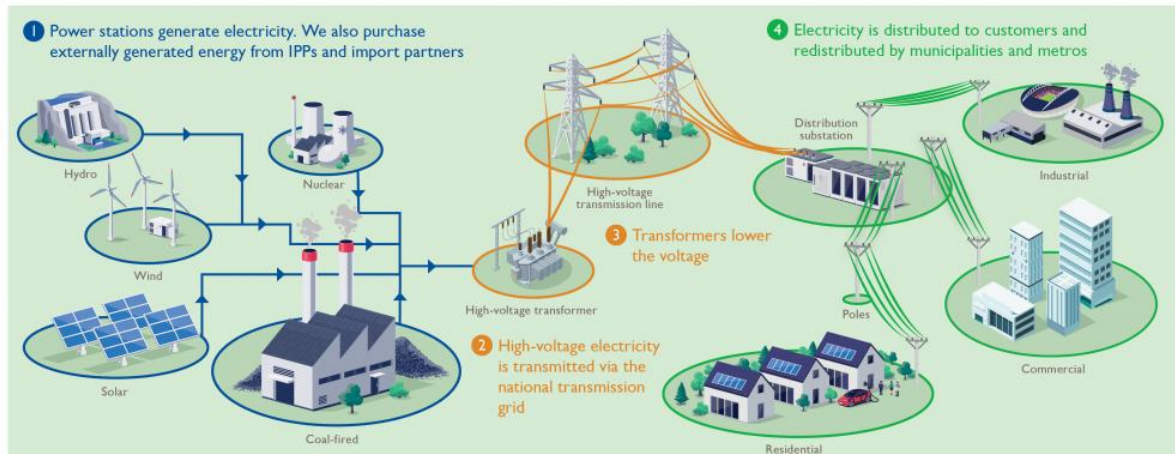 1 Power stations generate electricity. We also purchase
externally generated energy from IPPs and import partners
Hydro
Nuclear
Wind
Solar
Coal-fired
High-voltage transformer
2 High-voltage electricity
is transmitted via the
national transmission
grid
High-voltage
transmission line
3 Transformers lower
the voltage
4 Electricity is distributed to customers and
redistributed by municipalities and metros
Distribution
substation
Industrial
Poles
Commercial
Residential